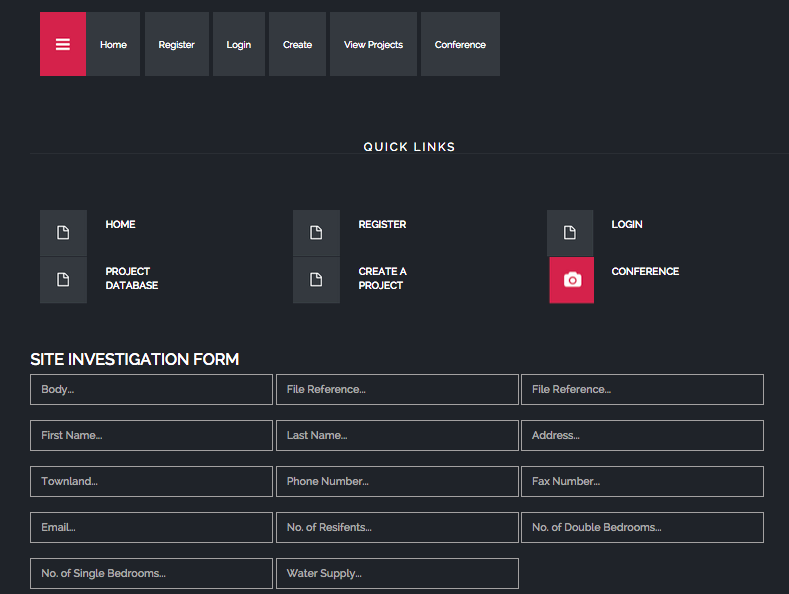 Home Register Login Create View Projects Conference
QUICK LINKS
HOME REGISTER LOGIN
PROJECT DATABASE CREATE A PROJECT CONFERENCE
SITE INVESTIGATION FORM
Body... File Reference... File Reference...
First Name... Last Name... Address...
Townland... Phone Number... Fax Number...
Email... No. of Resifents... No. of Double Bedrooms...
No. of Single Bedrooms... Water Supply...